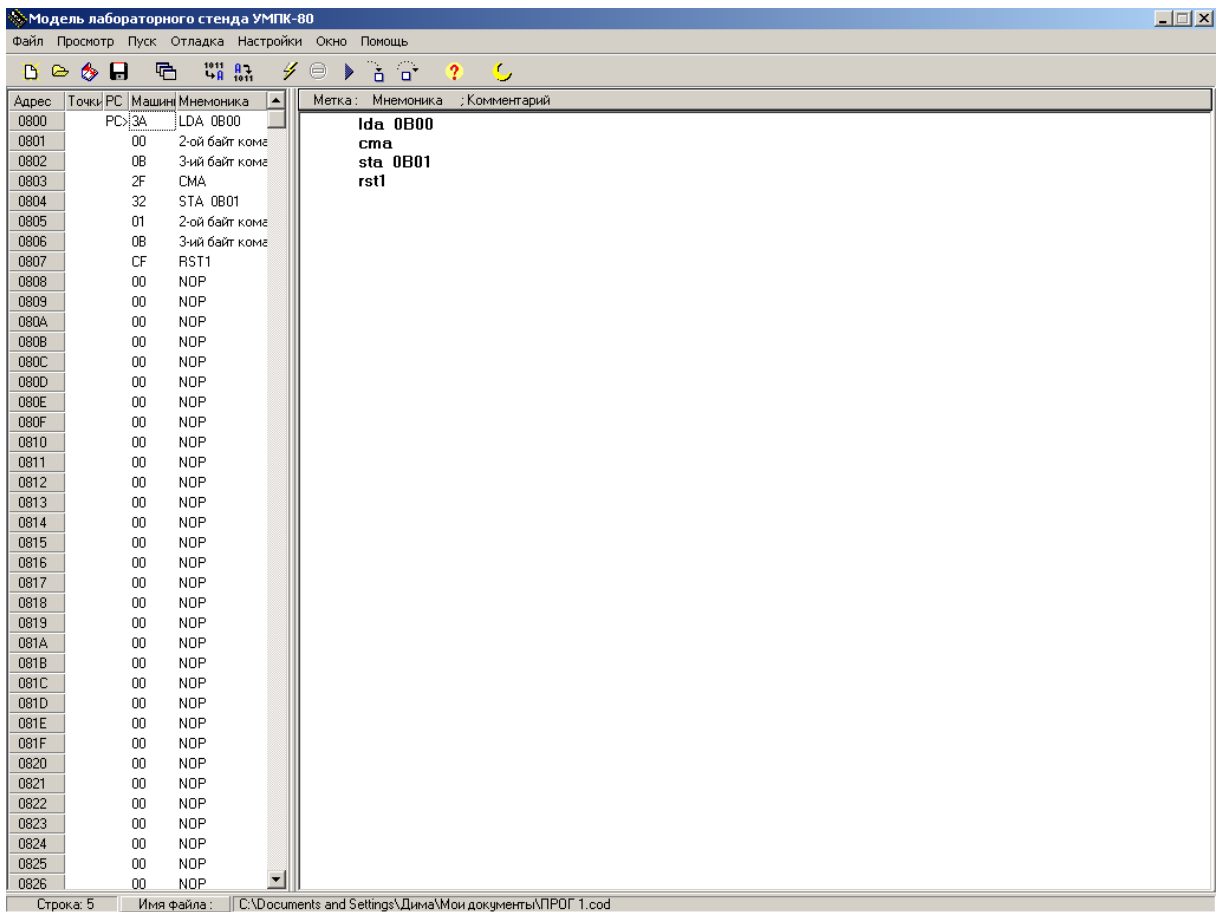 Модель лабораторного стенда УМПК-80
Файл Просмотр Пуск Отладка Настройки Окно Помощь
Адрес Точки PC Машинн Мнемоника
0800 PC> 3A LDA 0B00
0801 00 2-ой байт кома
0802 0B 3-ий байт кома
0803 2F CMA
0804 32 STA 0B01
0805 01 2-ой байт кома
0806 0B 3-ий байт кома
0807 CF RST1
0808 00 NOP
0809 00 NOP
080A 00 NOP
080B 00 NOP
080C 00 NOP
080D 00 NOP
080E 00 NOP
080F 00 NOP
0810 00 NOP
0811 00 NOP
0812 00 NOP
0813 00 NOP
0814 00 NOP
0815 00 NOP
0816 00 NOP
0817 00 NOP
0818 00 NOP
0819 00 NOP
081A 00 NOP
081B 00 NOP
081C 00 NOP
081D 00 NOP
081E 00 NOP
081F 00 NOP
0820 00 NOP
0821 00 NOP
0822 00 NOP
0823 00 NOP
0824 00 NOP
0825 00 NOP
0826 00 NOP
Метка : Мнемоника ; Комментарий
lda 0B00
cma
sta 0B01
rst1
Строка: 5 Имя файла : C:\Documents and Settings\Дима\Мои документы\ПРОГ 1.cod